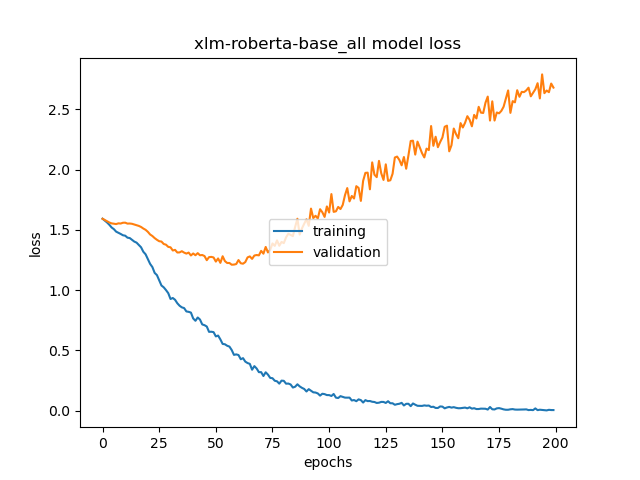 xlm-roberta-base_all model loss
2.5
2.0
1.5
1.0
0.5
0.0
loss
training
validation
0 25 50 75 100 125 150 175 200
epochs